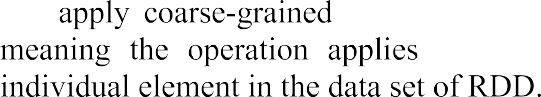 apply coarse-grained
meaning the operation applies
individual element in the data set of RDD.